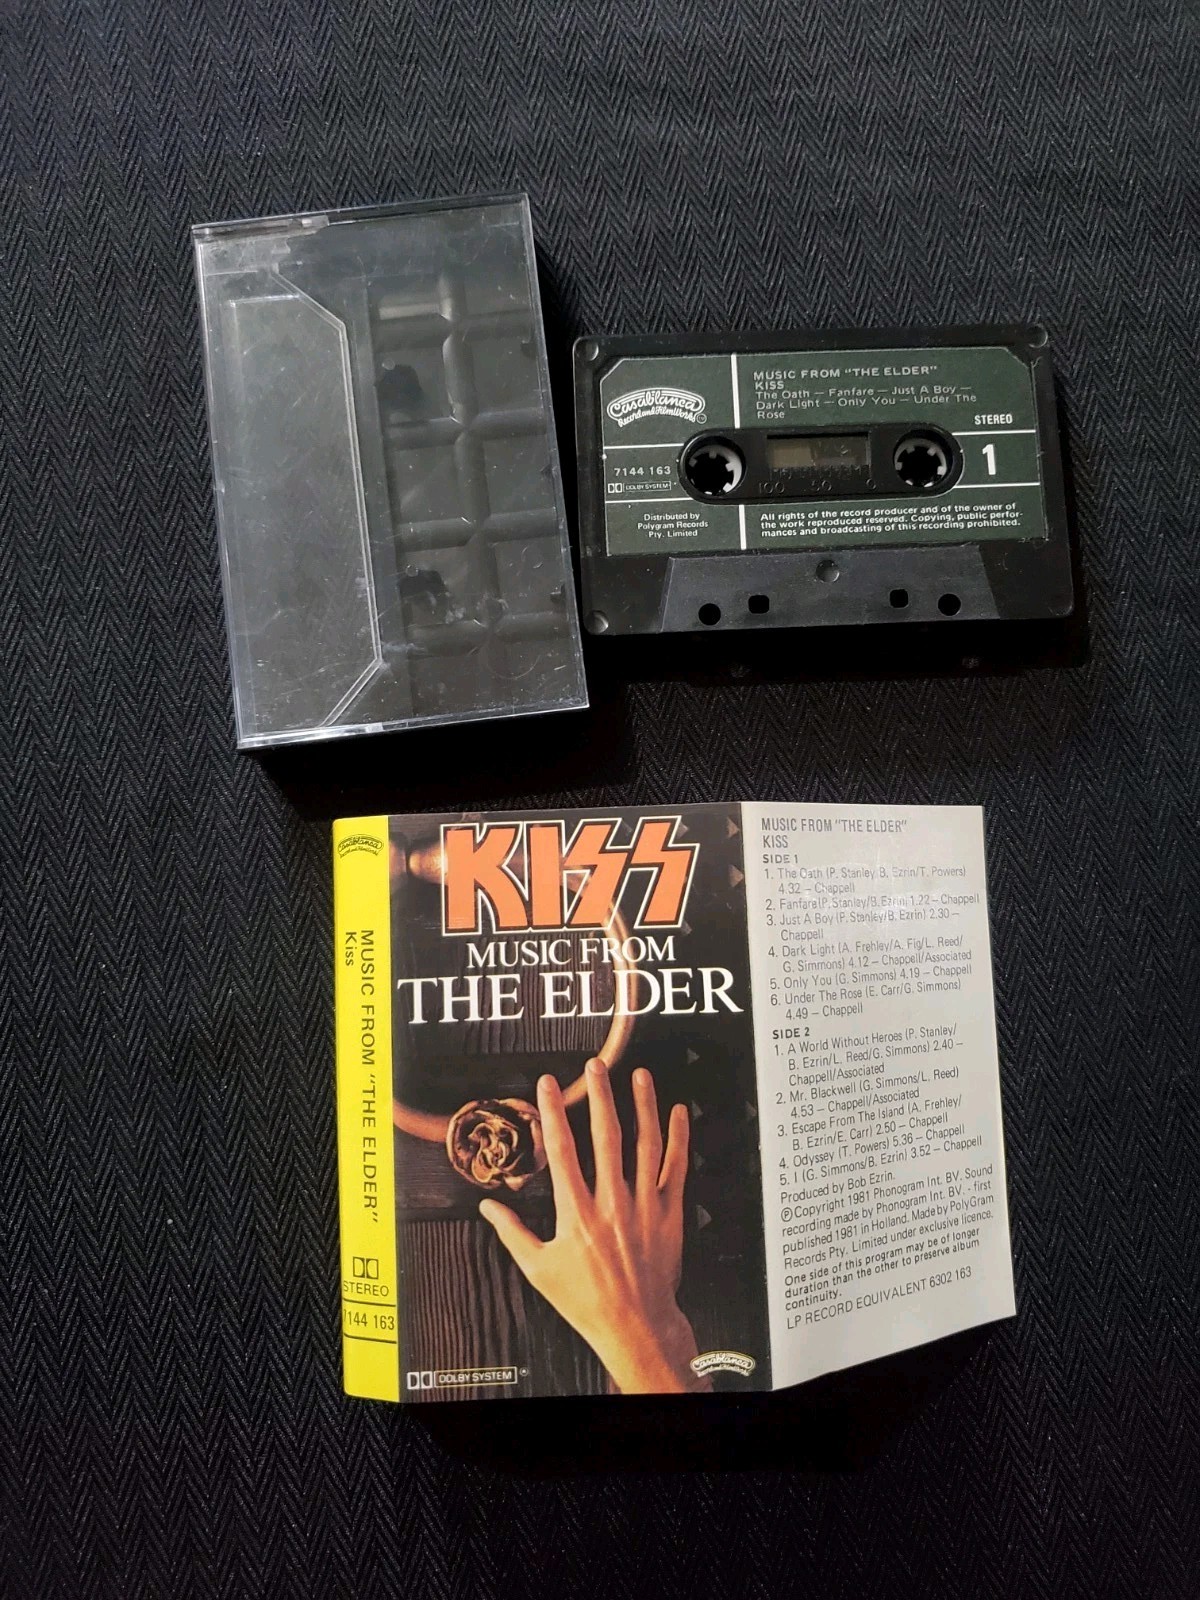 Casablanca
Record and FilmWorks
MUSIC FROM "THE ELDER"
KISS
The Oath — Fanfare — Just A Boy —
Dark Light — Only You — Under The
Rose
STEREO
7144 163
DOLBY SYSTEM
100 50 0
1
Distributed by
Polygram Records
Pty. Limited
All rights of the record producer and of the owner of
the work reproduced reserved. Copying, public perfor-
mances and broadcasting of this recording prohibited.
Casablanca
Record and FilmWorks
MUSIC FROM "THE ELDER"
Kiss
STEREO
7144 163
KISS
MUSIC FROM
THE ELDER
DOLBY SYSTEM
Casablanca
Record and FilmWorks
MUSIC FROM "THE ELDER"
KISS
SIDE 1
1. The Oath (P. Stanley B. Ezrin/T. Powers)
4.32 — Chappell
2. Fanfare (P. Stanley/B. Ezrin) 1.22 — Chappell
3. Just A Boy (P. Stanley/B. Ezrin) 2.30 —
Chappell
4. Dark Light (A. Frehley/A. Fig/L. Reed/
G. Simmons) 4.12 — Chappell/Associated
5. Only You (G. Simmons) 4.19 — Chappell
6. Under The Rose (E. Carr/G. Simmons)
4.49 — Chappell
SIDE 2
1. A World Without Heroes (P. Stanley/
B. Ezrin/L. Reed/G. Simmons) 2.40 —
Chappell/Associated
2. Mr. Blackwell (G. Simmons/L. Reed)
4.53 — Chappell/Associated
3. Escape From The Island (A. Frehley/
B. Ezrin/E. Carr) 2.50 — Chappell
4. Odyssey (T. Powers) 5.36 — Chappell
5. I (G. Simmons/B. Ezrin) 3.52 — Chappell
Produced by Bob Ezrin.
Ⓟ Copyright 1981 Phonogram Int. BV. Sound
recording made by Phonogram Int. BV. - first
published 1981 in Holland. Made by PolyGram
Records Pty. Limited under exclusive licence.
One side of this program may be of longer
duration than the other to preserve album
continuity.
LP RECORD EQUIVALENT 6302 163